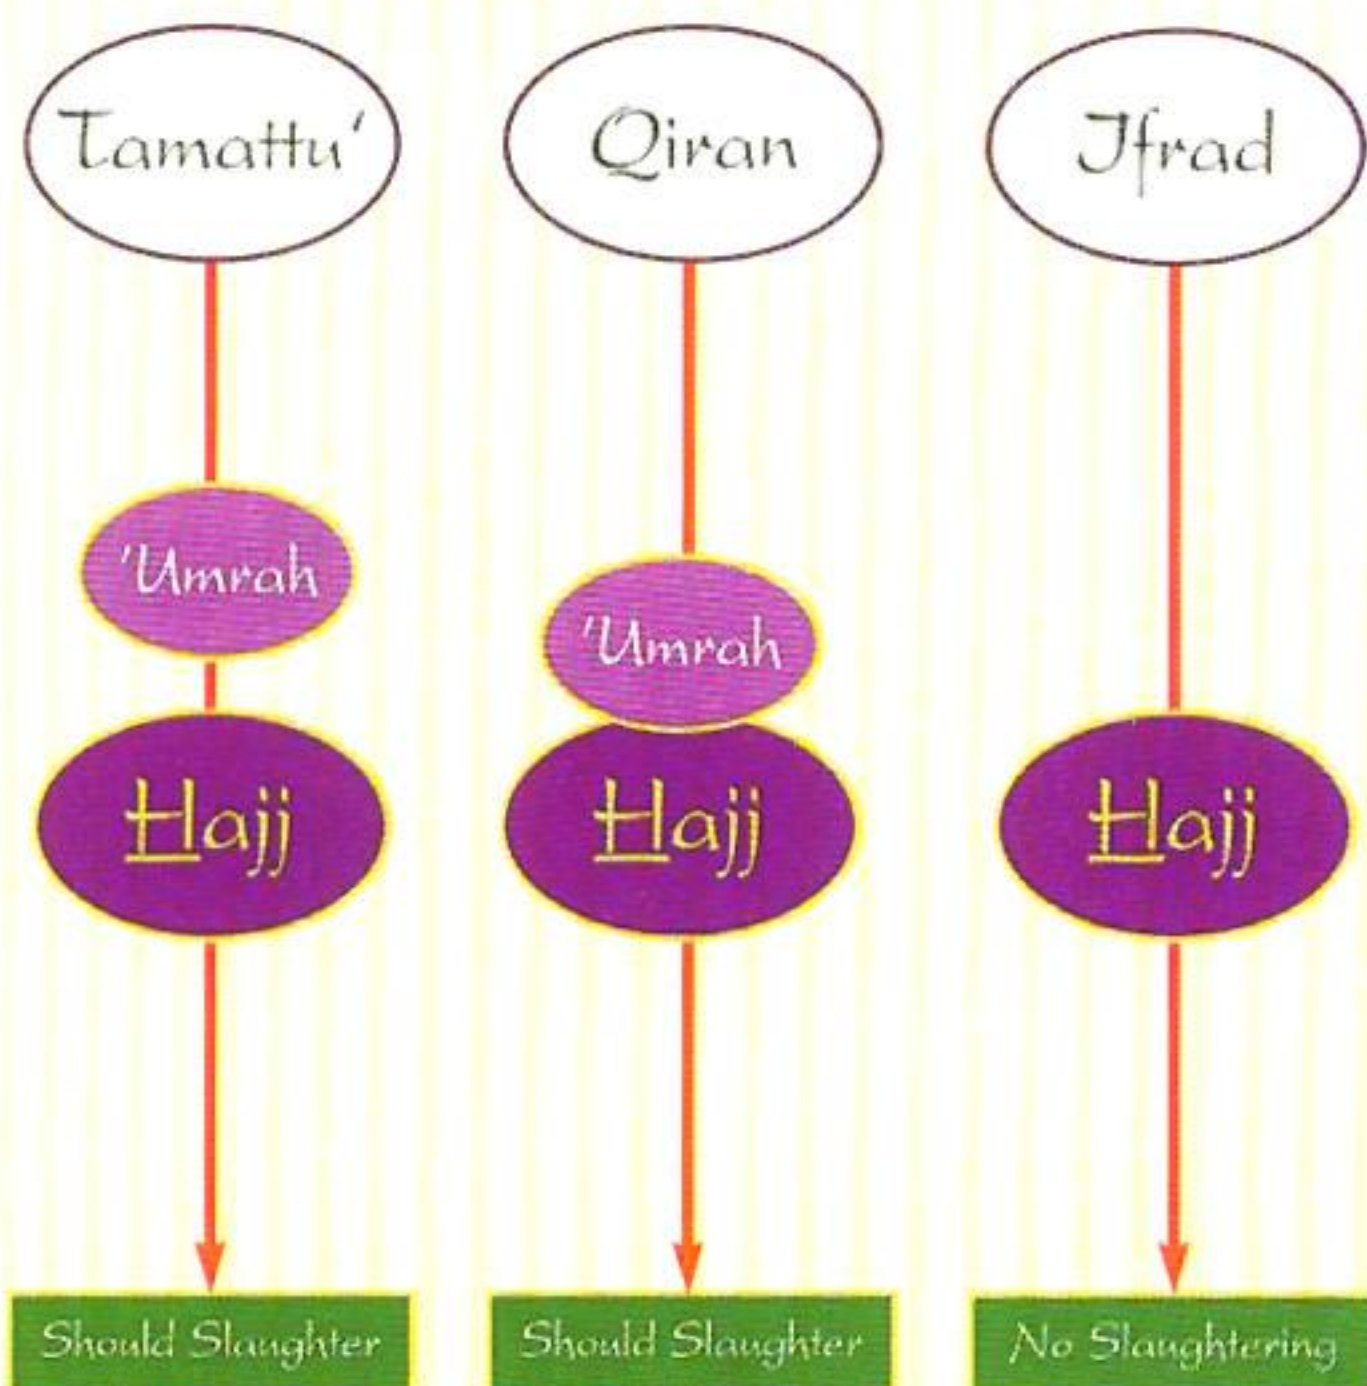 Tamattu'
Qiran
Ifrad
'Umrah
'Umrah
Hajj
Hajj
Hajj
Should Slaughter
Should Slaughter
No Slaughtering